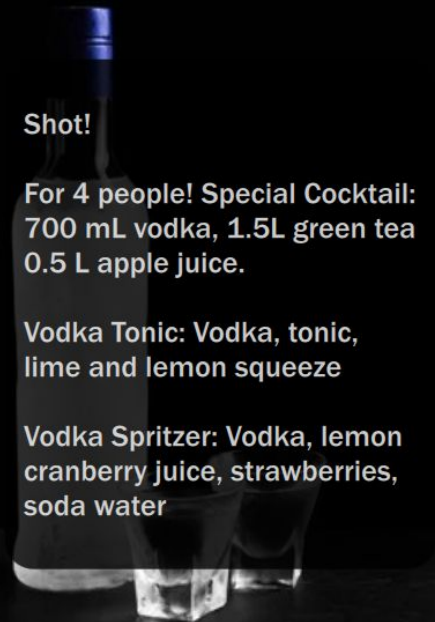 Shot!
For 4 people! Special Cocktail:
700 mL vodka, 1.5L green tea
0.5 L apple juice.
Vodka Tonic: Vodka, tonic,
lime and lemon squeeze
Vodka Spritzer: Vodka, lemon
cranberry juice, strawberries,
soda water